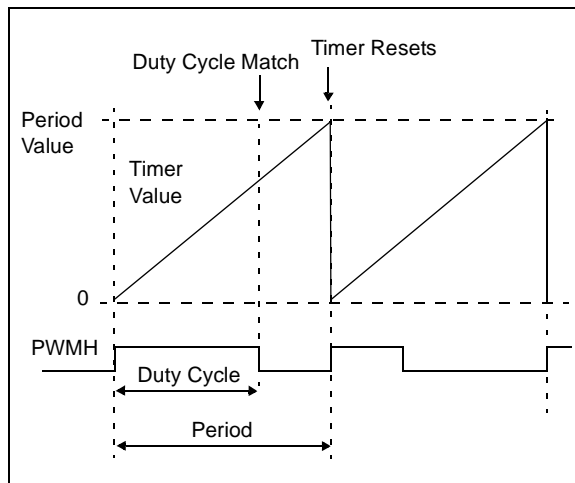 Timer Resets
Duty Cycle Match
Period
Value
Timer
Value
0
PWMH
Duty Cycle
Period